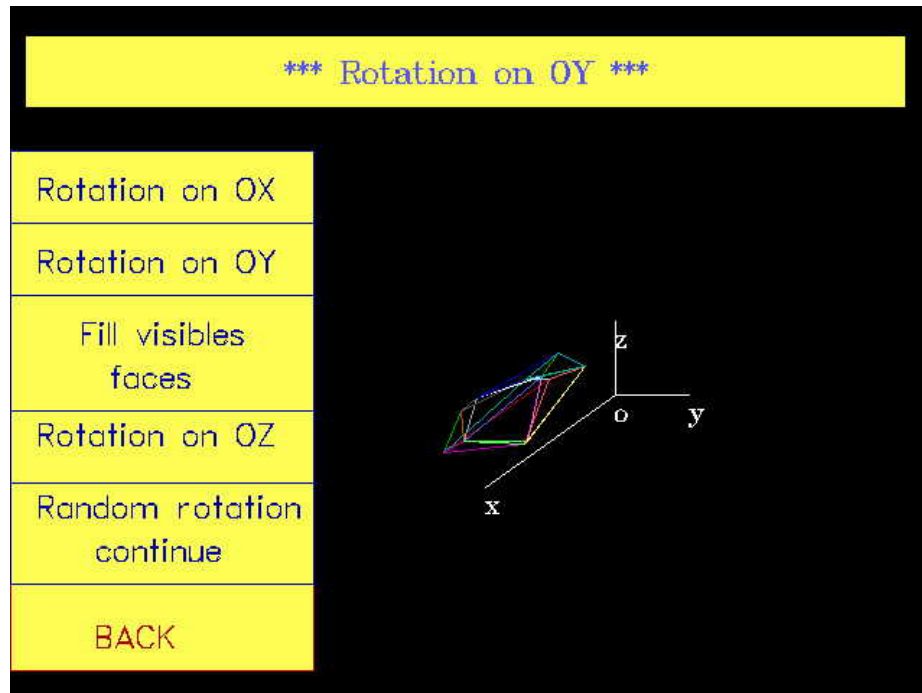 *** Rotation on OY ***
Rotation on OX
Rotation on OY
Fill visibles
faces
Rotation on OZ
Random rotation
continue
BACK
z
o
y
x